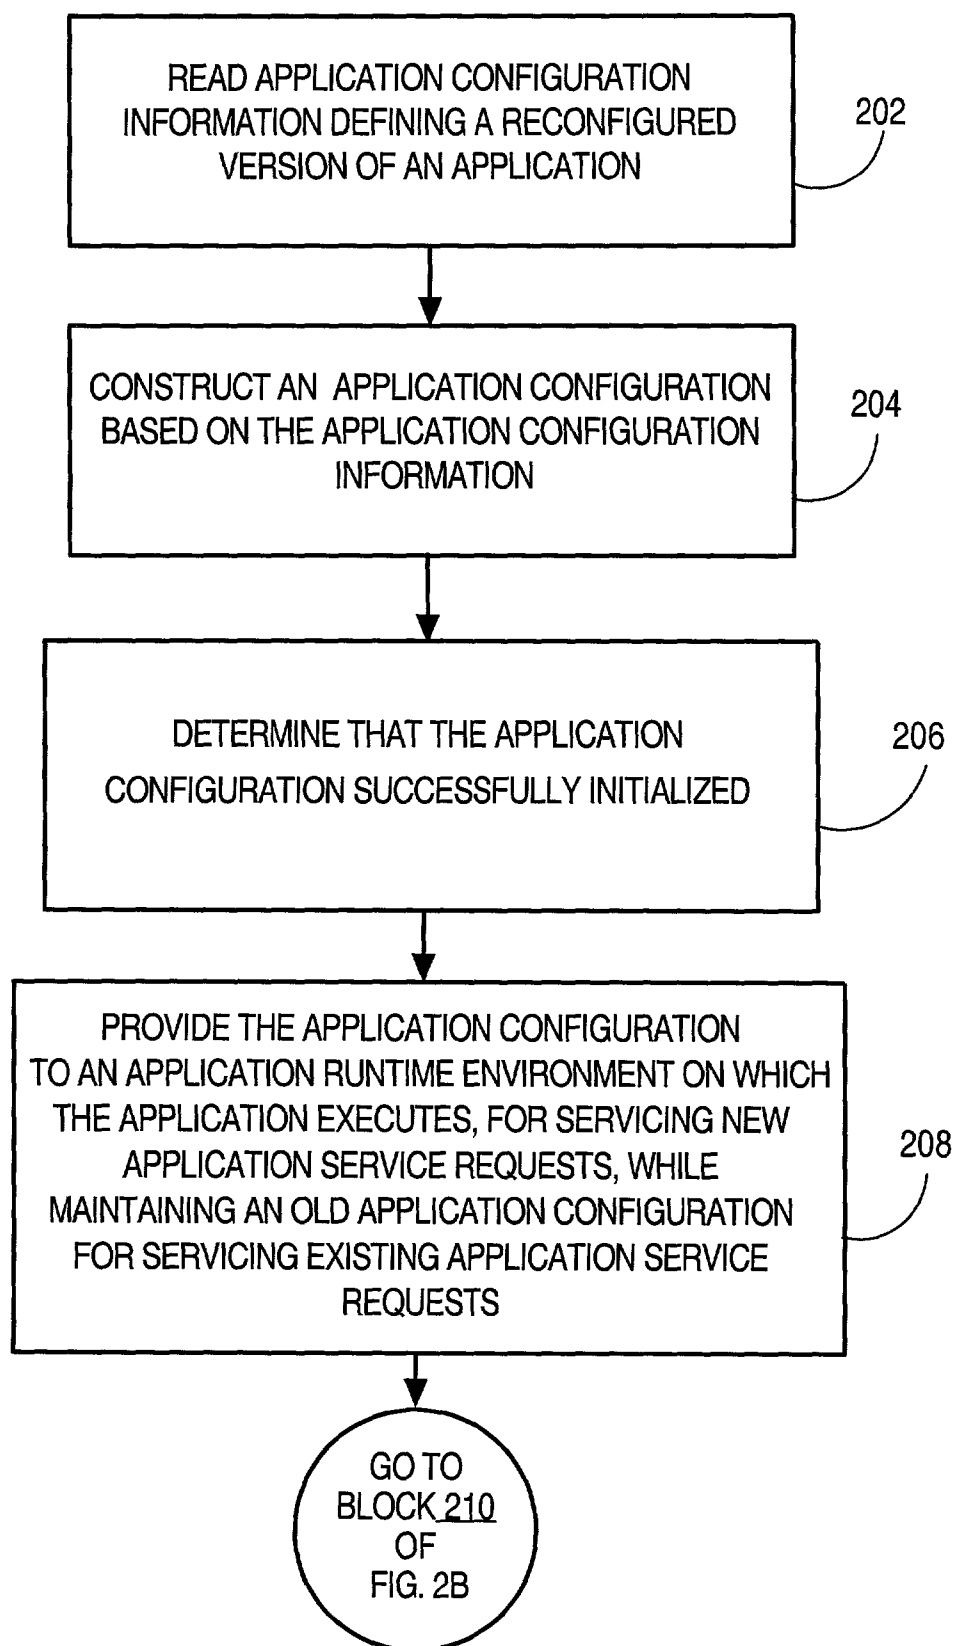 READ APPLICATION CONFIGURATION
INFORMATION DEFINING A RECONFIGURED
VERSION OF AN APPLICATION
202
CONSTRUCT AN APPLICATION CONFIGURATION
BASED ON THE APPLICATION CONFIGURATION
INFORMATION
204
DETERMINE THAT THE APPLICATION
CONFIGURATION SUCCESSFULLY INITIALIZED
206
PROVIDE THE APPLICATION CONFIGURATION
TO AN APPLICATION RUNTIME ENVIRONMENT ON WHICH
THE APPLICATION EXECUTES, FOR SERVICING NEW
APPLICATION SERVICE REQUESTS, WHILE
MAINTAINING AN OLD APPLICATION CONFIGURATION
FOR SERVICING EXISTING APPLICATION SERVICE
REQUESTS
208
GO TO
BLOCK 210
OF
FIG. 2B